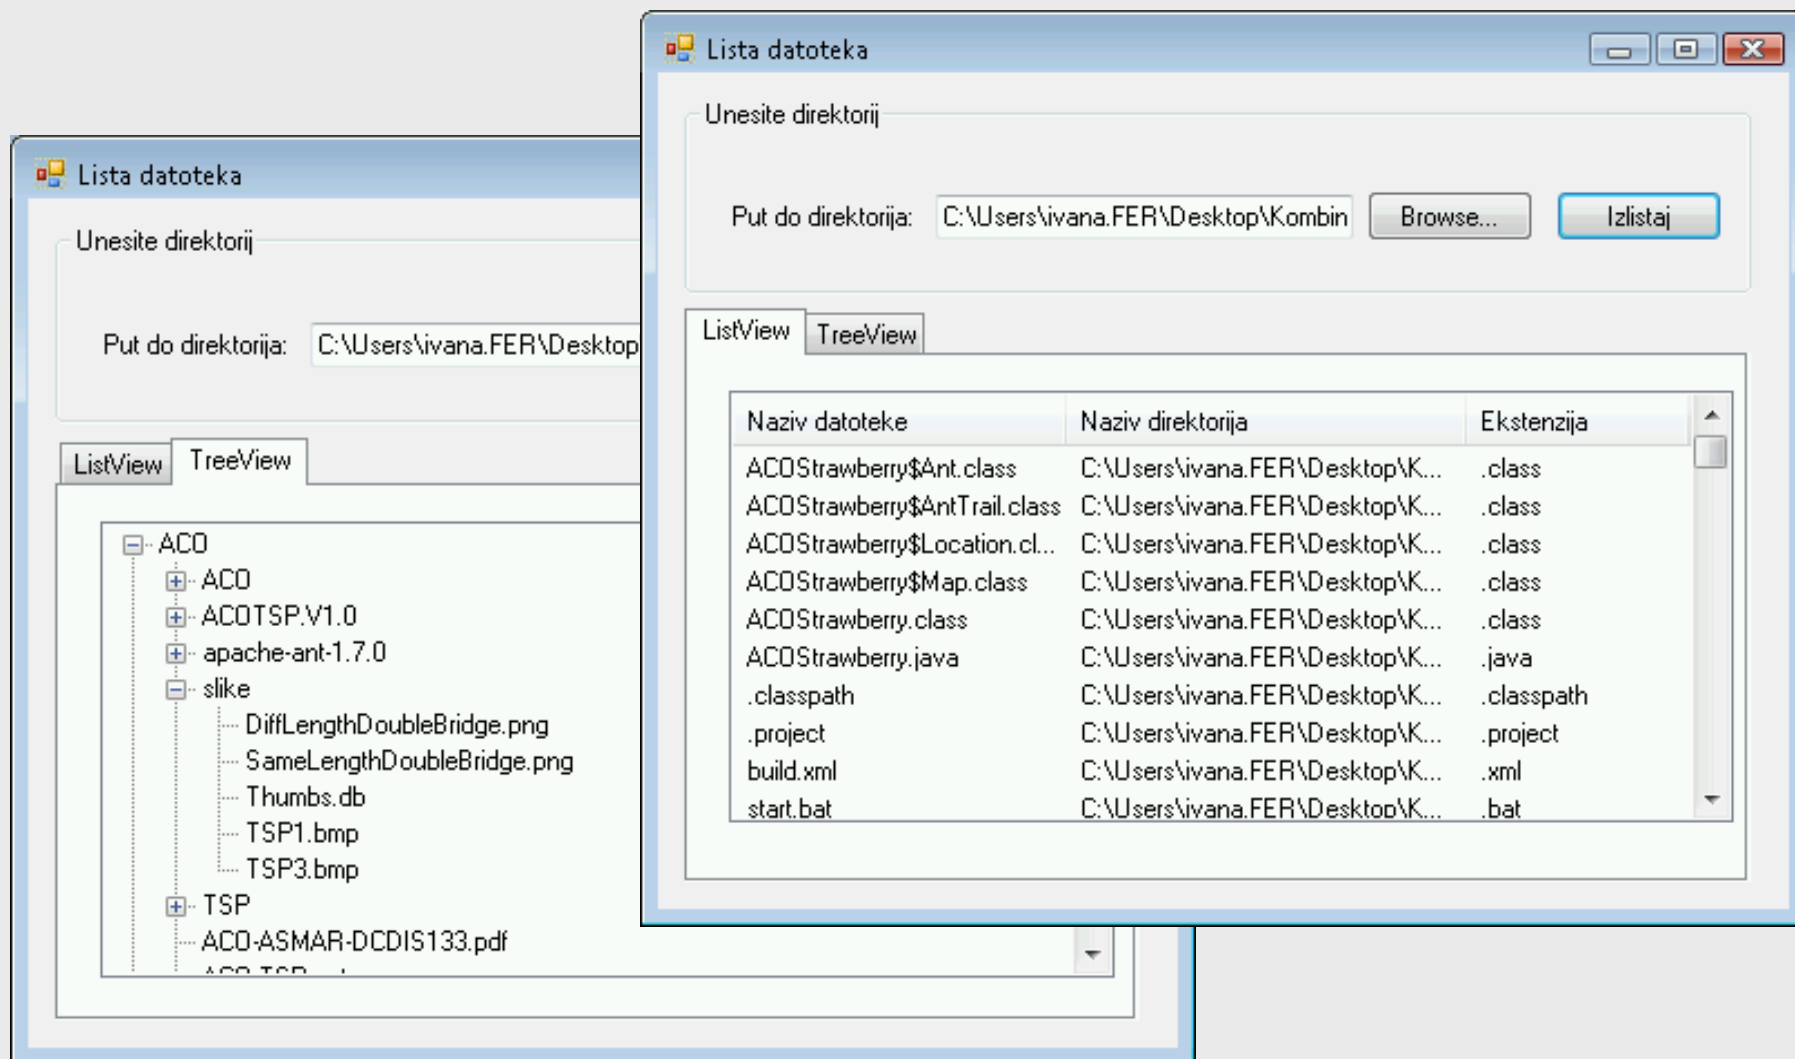 Lista datoteka
Unesite direktorij
Put do direktorija: C:\Users\ivana.FER\Desktop
ListView TreeView
ACO
ACO
ACOTSP.V1.0
apache-ant-1.7.0
slike
DiffLengthDoubleBridge.png
SameLengthDoubleBridge.png
Thumbs.db
TSP1.bmp
TSP3.bmp
TSP
ACO-ASMAR-DCDIS133.pdf
Lista datoteka
Unesite direktorij
Put do direktorija: C:\Users\ivana.FER\Desktop\Kombin Browse... Izlistaj
ListView TreeView
Naziv datoteke Naziv direktorija Ekstenzija
ACOStrawberry$Ant.class C:\Users\ivana.FER\Desktop\K... .class
ACOStrawberry$AntTrail.class C:\Users\ivana.FER\Desktop\K... .class
ACOStrawberry$Location.cl... C:\Users\ivana.FER\Desktop\K... .class
ACOStrawberry$Map.class C:\Users\ivana.FER\Desktop\K... .class
ACOStrawberry.class C:\Users\ivana.FER\Desktop\K... .class
ACOStrawberry.java C:\Users\ivana.FER\Desktop\K... .java
.classpath C:\Users\ivana.FER\Desktop\K... .classpath
.project C:\Users\ivana.FER\Desktop\K... .project
build.xml C:\Users\ivana.FER\Desktop\K... .xml
start.bat C:\Users\ivana.FER\Desktop\K... .bat